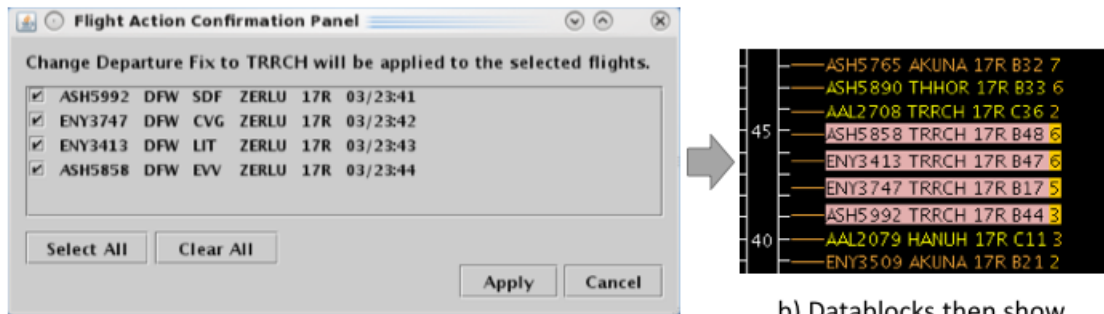 Flight Action Confirmation Panel
Change Departure Fix to TRRCH will be applied to the selected flights.
ASH5992 DFW SDF ZERLU 17R 03/23:41
ENY3747 DFW CVG ZERLU 17R 03/23:42
ENY3413 DFW LIT ZERLU 17R 03/23:43
ASH5858 DFW EVV ZERLU 17R 03/23:44
Select All Clear All
Apply Cancel
ASH5765 AKUNA 17R B32 7
ASH5890 THHOR 17R B33 6
AAL2708 TRRCH 17R C36 2
45 ASH5858 TRRCH 17R B48 6
ENY3413 TRRCH 17R B47 6
ENY3747 TRRCH 17R B17 5
ASH5992 TRRCH 17R B44 3
40 AAL2079 HANUH 17R C11 3
ENY3509 AKUNA 17R B21 2
b) Datablocks then show